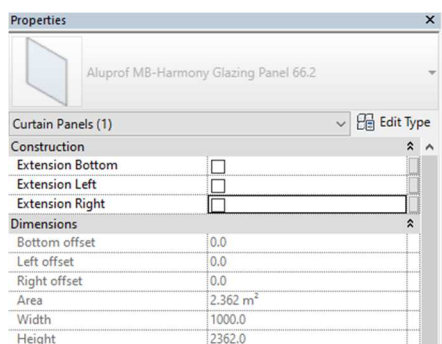 Properties
Aluprof MB-Harmony Glazing Panel 66.2
Curtain Panels (1) Edit Type
Construction
Extension Bottom
Extension Left
Extension Right
Dimensions
Bottom offset 0.0
Left offset 0.0
Right offset 0.0
Area 2.362 m²
Width 1000.0
Height 2362.0